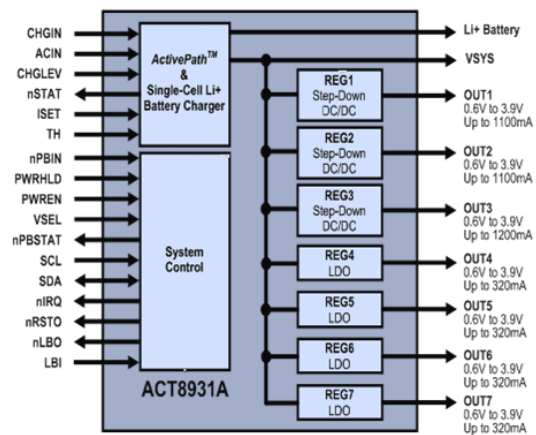 CHGIN
ACIN
CHGLEV
nSTAT
ISET
TH
nPBIN
PWRHLD
PWREN
VSEL
nPBSTAT
SCL
SDA
nIRQ
nRSTO
nLBO
LBI
ActivePath™
&
Single-Cell Li+
Battery Charger
System
Control
ACT8931A
REG1
Step-Down
DC/DC
REG2
Step-Down
DC/DC
REG3
Step-Down
DC/DC
REG4
LDO
REG5
LDO
REG6
LDO
REG7
LDO
Li+ Battery
VSYS
OUT1
0.6V to 3.9V
Up to 1100mA
OUT2
0.6V to 3.9V
Up to 1100mA
OUT3
0.6V to 3.9V
Up to 1200mA
OUT4
0.6V to 3.9V
Up to 320mA
OUT5
0.6V to 3.9V
Up to 320mA
OUT6
0.6V to 3.9V
Up to 320mA
OUT7
0.6V to 3.9V
Up to 320mA